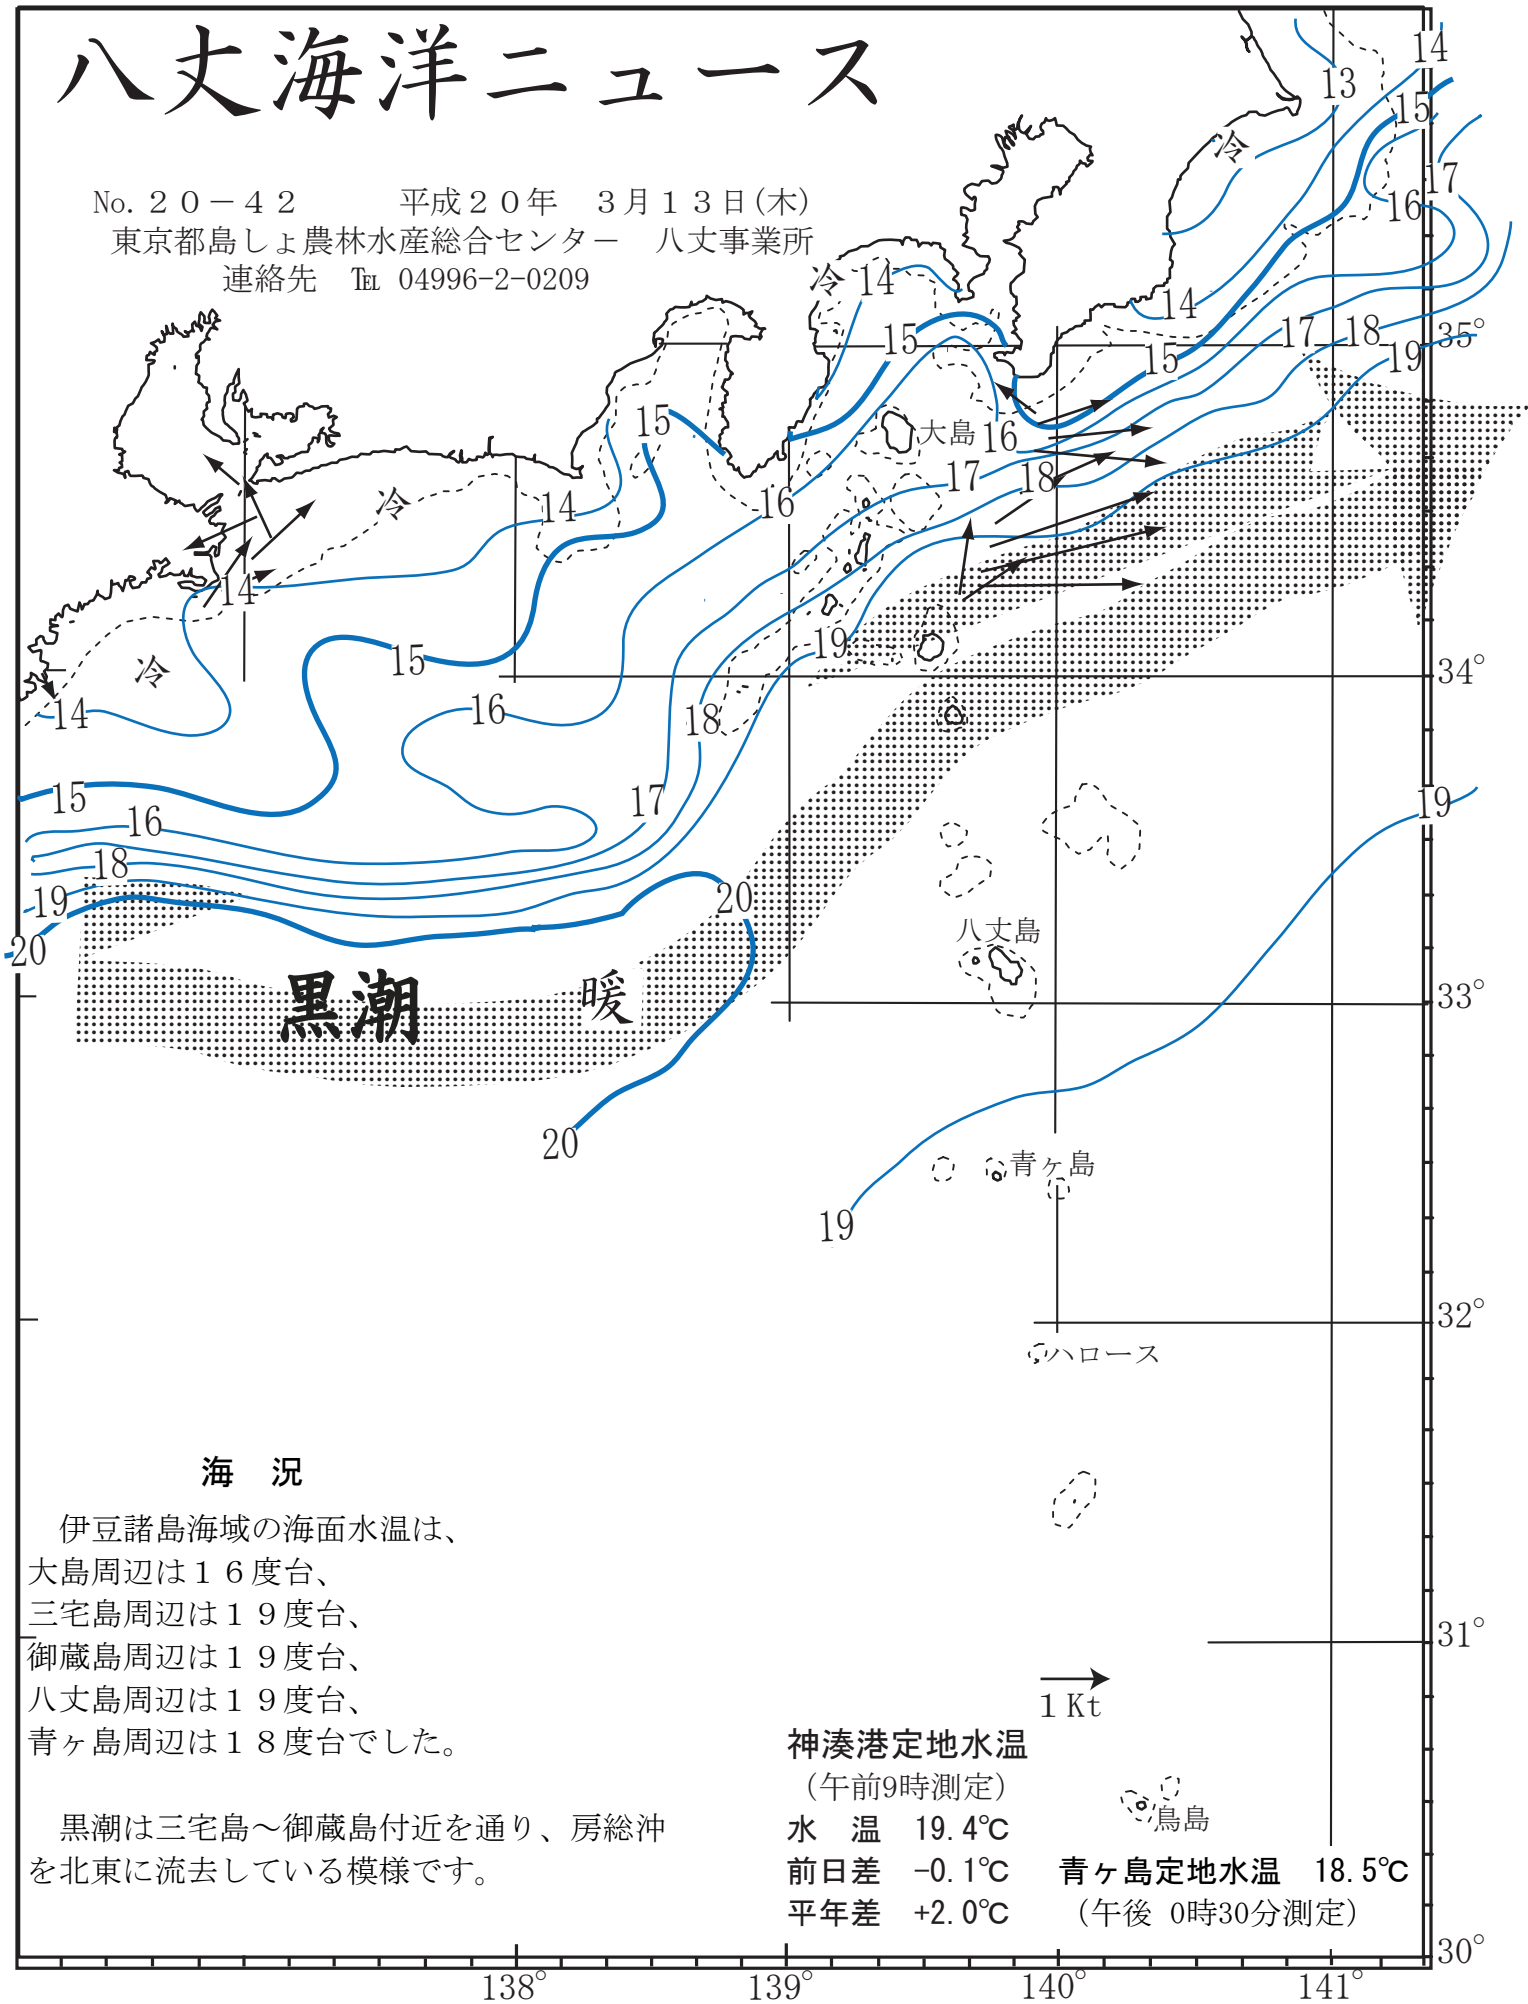 八丈海洋ニュース
No. ２０－４２　　　平成２０年　３月１３日(木)
東京都島しょ農林水産総合センター　八丈事業所
連絡先　℡ 04996-2-0209
14
13
15
冷
17
16
冷
14
14
15
17
18
35°
15
19
15
大島
16
17
18
16
冷
14
14
15
19
34°
冷
14
16
18
15
17
19
16
18
19
20
20
八丈島
黒潮
暖
33°
20
青ヶ島
19
32°
ハロース
海　況
伊豆諸島海域の海面水温は、
大島周辺は１６度台、
三宅島周辺は１９度台、
御蔵島周辺は１９度台、
八丈島周辺は１９度台、
青ヶ島周辺は１８度台でした。
黒潮は三宅島～御蔵島付近を通り、房総沖
を北東に流去している模様です。
31°
1 Kt
神湊港定地水温
（午前9時測定）
水　温　19.4℃
前日差　-0.1℃
平年差　+2.0℃
鳥島
青ヶ島定地水温　18.5℃
（午後 0時30分測定）
30°
138°
139°
140°
141°